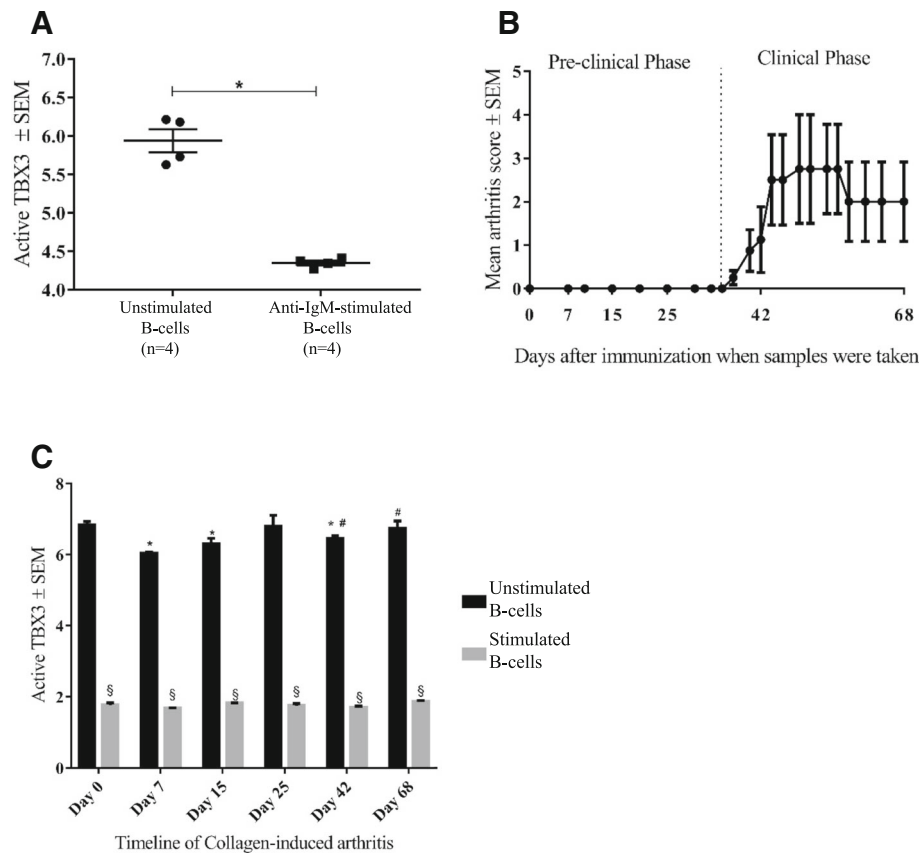 A
Active TBX3 ± SEM
7.0
6.5
6.0
5.5
5.0
4.5
4.0
*
Unstimulated
B-cells
(n=4)
Anti-IgM-stimulated
B-cells
(n=4)
B
Pre-clinical Phase
Clinical Phase
Mean arthritis score ± SEM
5
4
3
2
1
0
0
7
15
25
42
68
Days after immunization when samples were taken
C
Active TBX3 ± SEM
8
6
4
2
0
*
*
* #
#
§
§
§
§
§
§
Day 0
Day 7
Day 15
Day 25
Day 42
Day 68
Timeline of Collagen-induced arthritis
Unstimulated
B-cells
Stimulated
B-cells